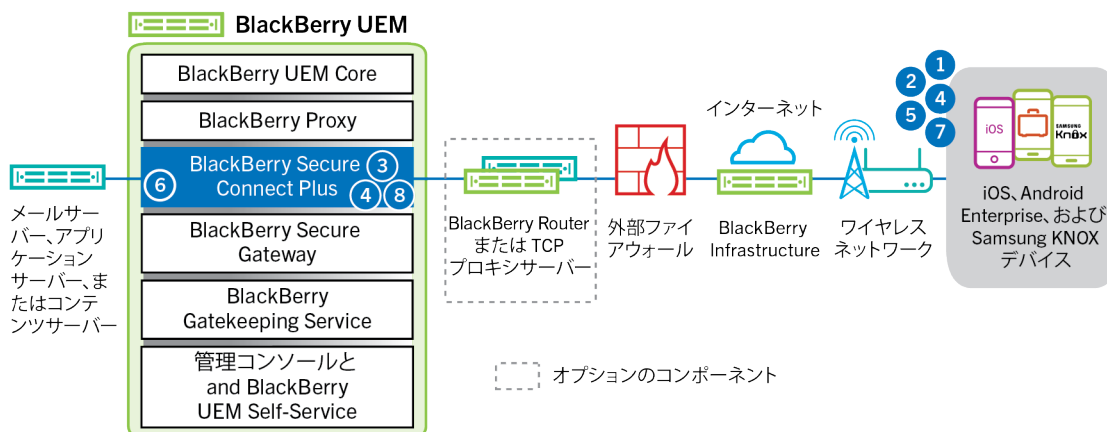 BlackBerry UEM
BlackBerry UEM Core
BlackBerry Proxy
BlackBerry Secure
Connect Plus
3
6
4
8
BlackBerry Secure
Gateway
BlackBerry
Gatekeeping Service
管理コンソールと
and BlackBerry
UEM Self-Service
メールサー
バー、アプリ
ケーション
サーバー、ま
たはコンテ
ンツサーバー
BlackBerry Router
または TCP
プロキシサーバー
外部ファイ
アウォール
インターネット
BlackBerry
Infrastructure
ワイヤレス
ネットワーク
1
2
4
5
7
iOS
SAMSUNG
Knox
iOS、Android
Enterprise、および
Samsung KNOX
デバイス
オプションのコンポーネント